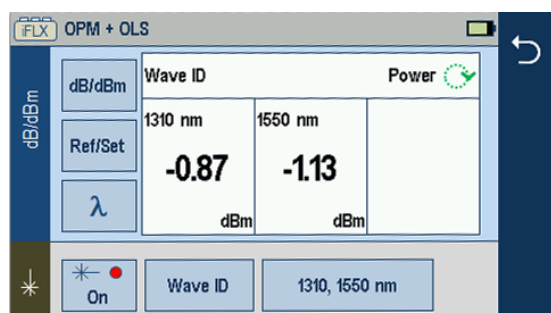 iFLX OPM + OLS
dB/dBm
dB/dBm
Ref/Set
λ
Wave ID Power
1310 nm 1550 nm
-0.87 -1.13
dBm dBm
On
Wave ID
1310, 1550 nm